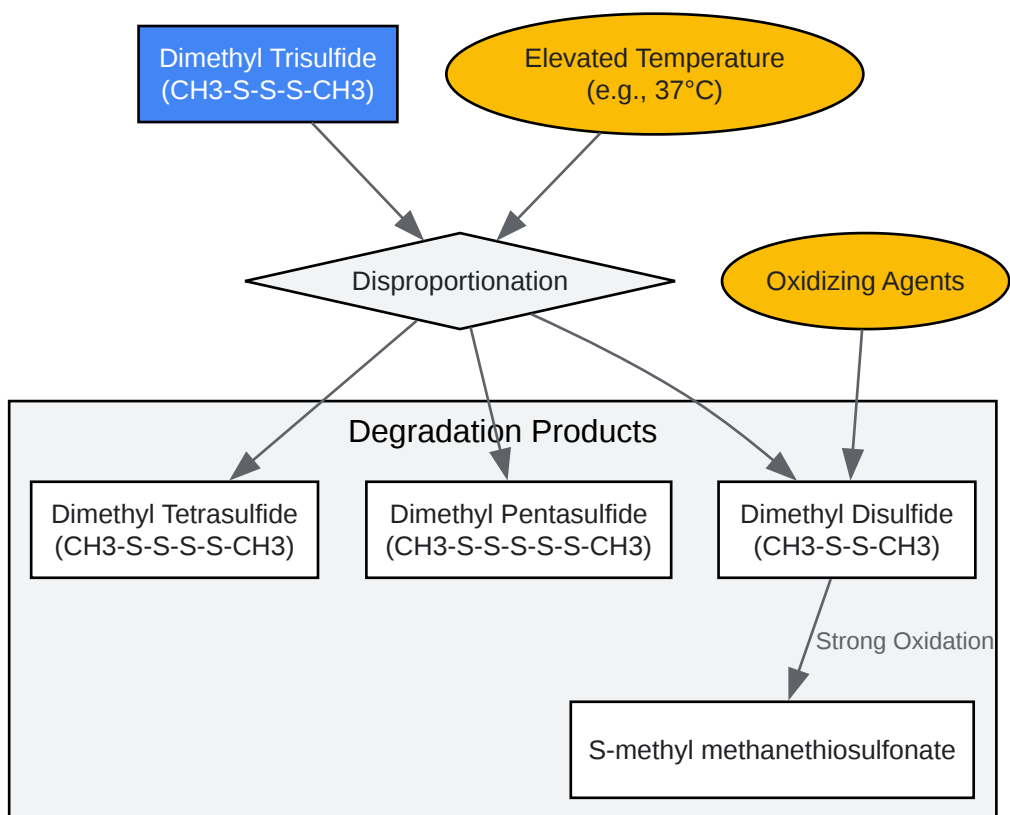 Dimethyl Trisulfide
(CH3-S-S-S-CH3)
Elevated Temperature
(e.g., 37°C)
Disproportionation
Oxidizing Agents
Degradation Products
Dimethyl Tetrasulfide
(CH3-S-S-S-S-CH3)
Dimethyl Pentasulfide
(CH3-S-S-S-S-S-CH3)
Dimethyl Disulfide
(CH3-S-S-CH3)
Strong Oxidation
S-methyl methanethiosulfonate